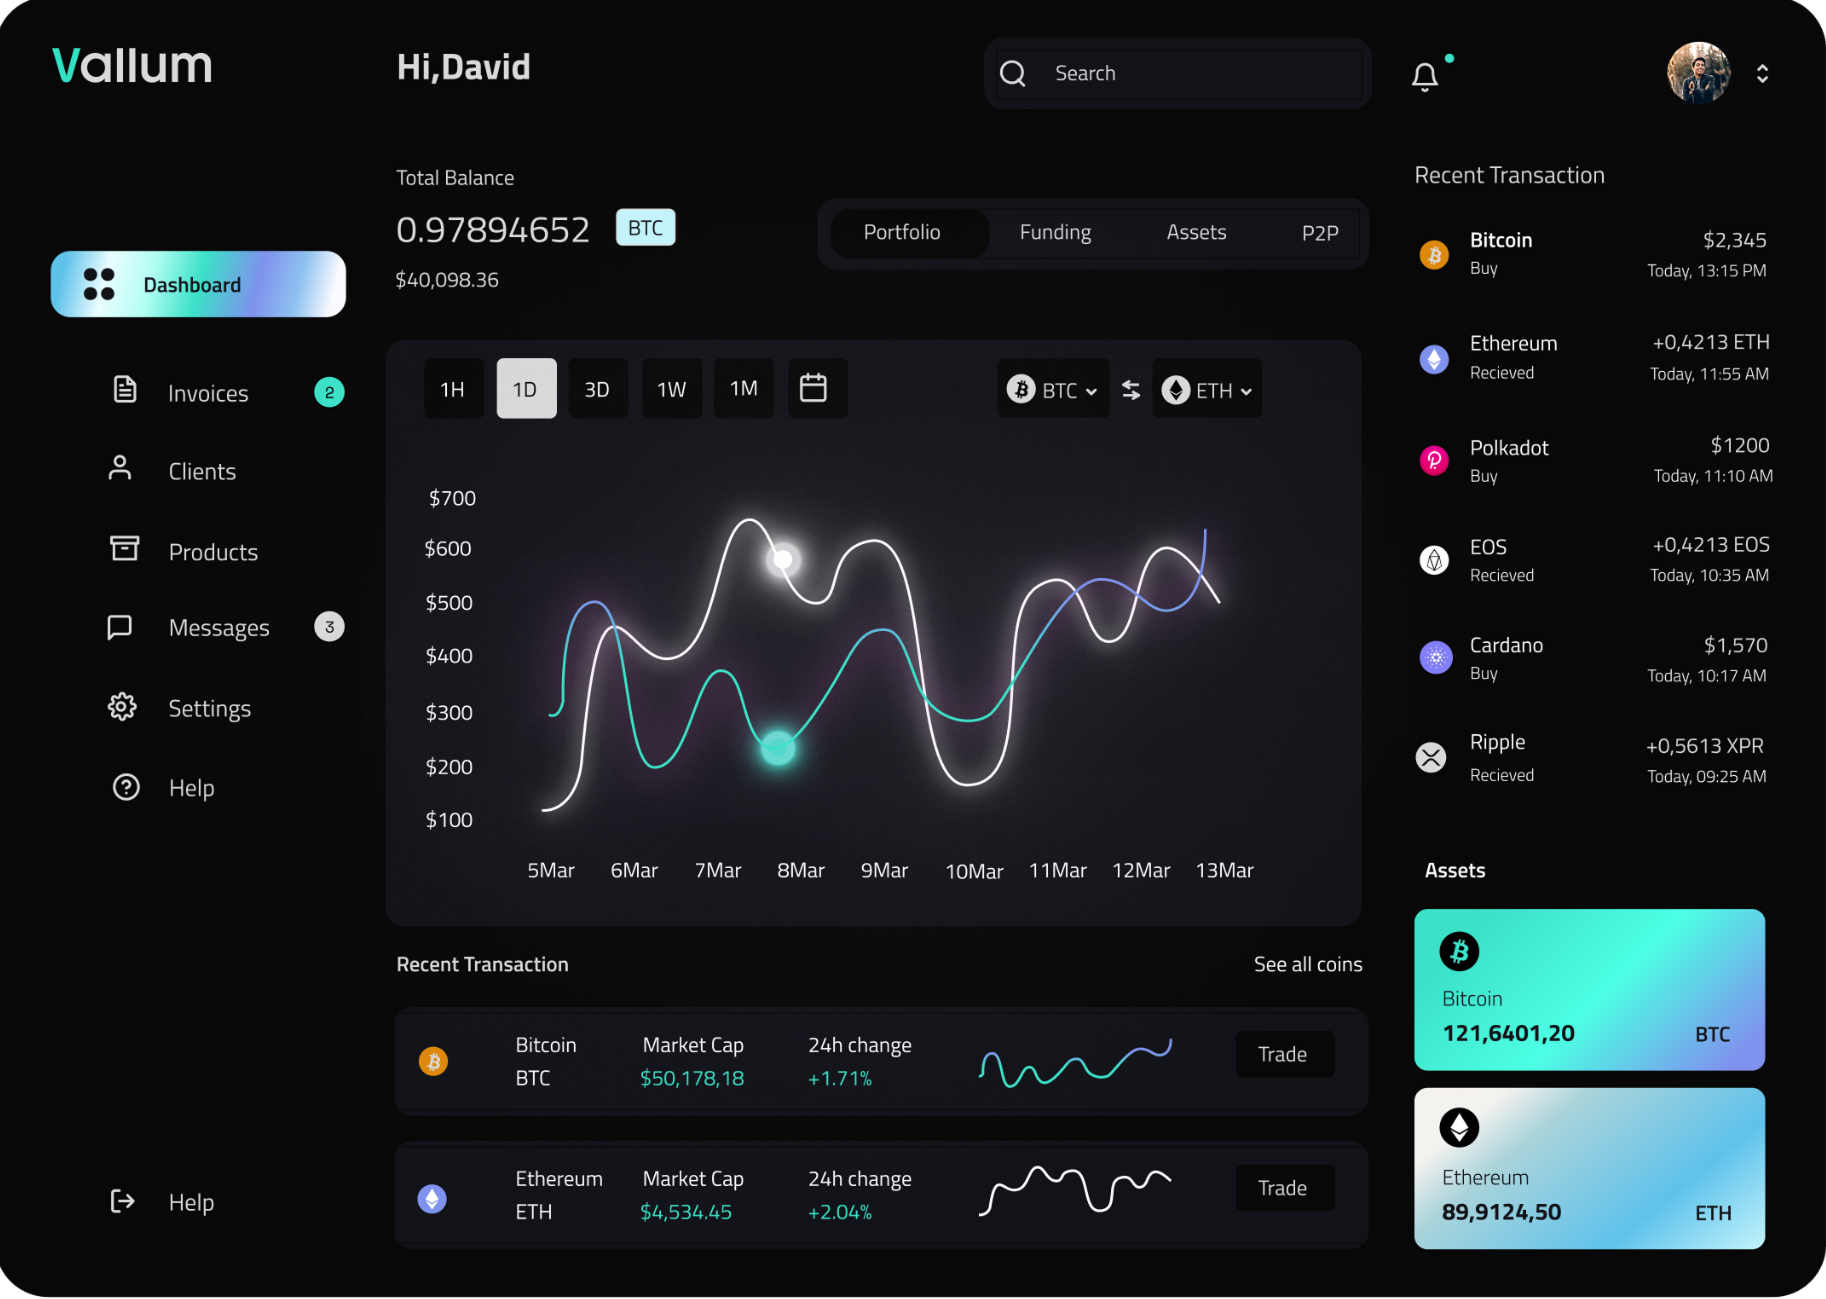 Vallum
Hi,David
Search
Dashboard
Invoices 2
Clients
Products
Messages 3
Settings
Help
Help
Total Balance
0.97894652 BTC
$40,098.36
Portfolio Funding Assets P2P
1H 1D 3D 1W 1M
BTC ETH
$700
$600
$500
$400
$300
$200
$100
5Mar 6Mar 7Mar 8Mar 9Mar 10Mar 11Mar 12Mar 13Mar
Recent Transaction See all coins
Bitcoin Market Cap 24h change
BTC $50,178,18 +1.71%
Trade
Ethereum Market Cap 24h change
ETH $4,534.45 +2.04%
Trade
Recent Transaction
Bitcoin $2,345
Buy Today, 13:15 PM
Ethereum +0,4213 ETH
Recieved Today, 11:55 AM
Polkadot $1200
Buy Today, 11:10 AM
EOS +0,4213 EOS
Recieved Today, 10:35 AM
Cardano $1,570
Buy Today, 10:17 AM
Ripple +0,5613 XPR
Recieved Today, 09:25 AM
Assets
Bitcoin
121,6401,20 BTC
Ethereum
89,9124,50 ETH